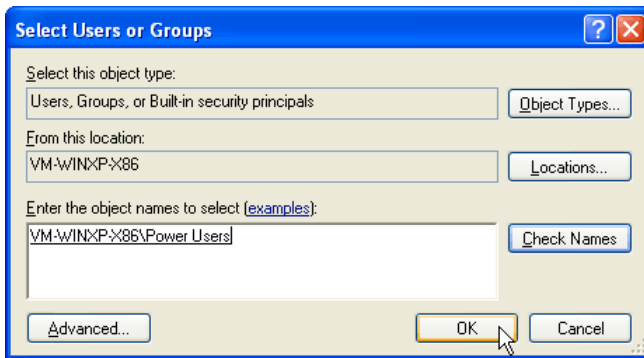 Select Users or Groups
Select this object type:
Users, Groups, or Built-in security principals
Object Types...
From this location:
VM-WINXP-X86
Locations...
Enter the object names to select (examples):
VM-WINXP-X86\Power Users
Check Names
Advanced...
OK
Cancel